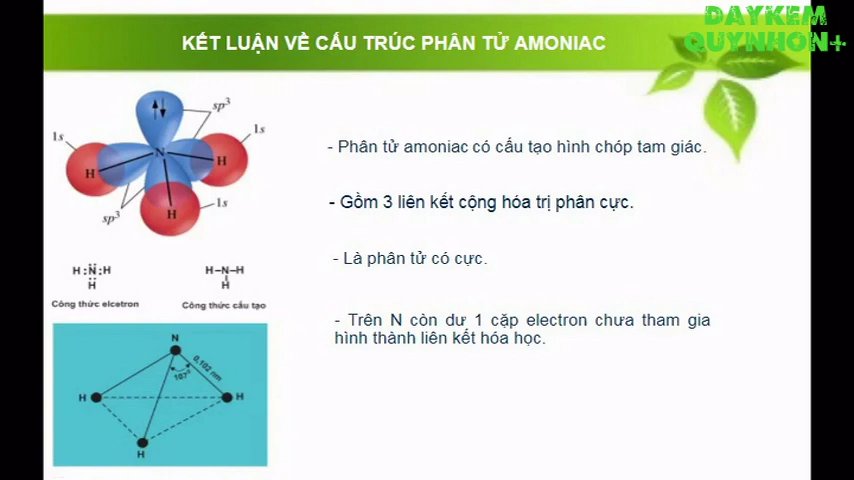 DAYKEM
QUYNHON+
KẾT LUẬN VỀ CẤU TRÚC PHÂN TỬ AMONIAC
sp³
1s
1s
N
H
H
H
1s
sp³
- Phân tử amoniac có cấu tạo hình chóp tam giác.
- Gồm 3 liên kết cộng hóa trị phân cực.
- Là phân tử có cực.
- Trên N còn dư 1 cặp electron chưa tham gia
hình thành liên kết hóa học.
H:N:H
H
H–N–H
H
Công thức elcetron
Công thức cấu tạo
N
0,102 nm
107°
H
H
H